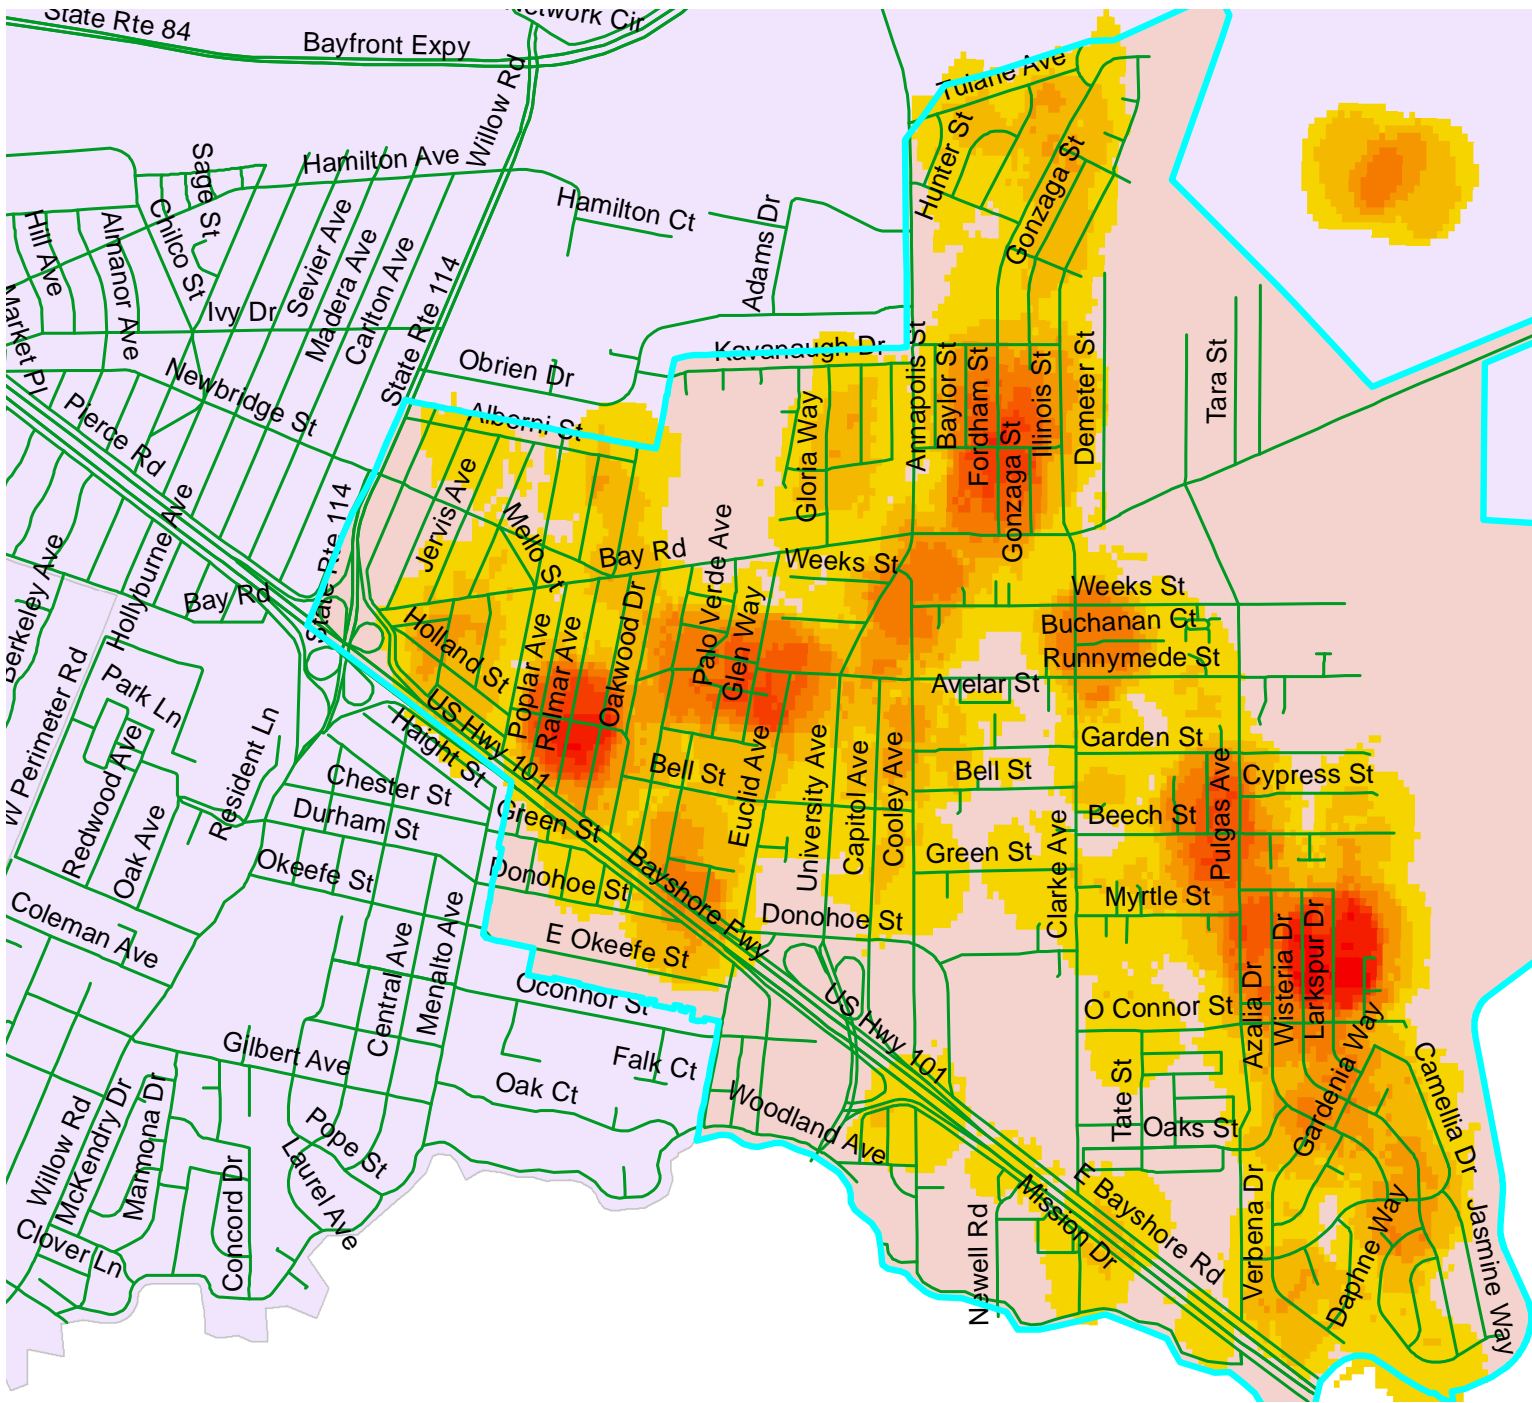 State Rte 84
Network Cir
Bayfront Expy
Willow Rd
Tulane Ave
Sage St
Hamilton Ave
Hunter St
Gonzaga St
Hill Ave
Almanor Ave
Chilco St
Hamilton Ct
Adams Dr
Sevier Ave
Madera Ave
Carlton Ave
State Rte 114
Ivy Dr
Market Pl
Kavanaugh Dr
Obrien Dr
Annapolis St
Baylor St
Fordham St
Illinois St
Demeter St
Tara St
Newbridge St
Pierce Rd
Alberni St
Gloria Way
Gonzaga St
Jervis Ave
Mello St
State Rte 114
Hollyburne Ave
Berkeley Ave
Bay Rd
Bay Rd
Palo Verde Ave
Weeks St
Weeks St
Buchanan Ct
Runnymede St
Holland St
Poplar Ave
Ralmar Ave
Oakwood Dr
Glen Way
Avelar St
W Perimeter Rd
Park Ln
Redwood Ave
Oak Ave
Resident Ln
US Hwy 101
Haight St
Garden St
Bell St
Bell St
Cypress St
Chester St
Durham St
Green St
Euclid Ave
University Ave
Capitol Ave
Cooley Ave
Beech St
Pulgas Ave
Okeefe St
Donohoe St
Bayshore Fwy
Green St
Clarke Ave
Myrtle St
Coleman Ave
Central Ave
Menalto Ave
E Okeefe St
Donohoe St
Azalia Dr
Wisteria Dr
Larkspur Dr
Oconnor St
US Hwy 101
O Connor St
Gilbert Ave
Falk Ct
Oak Ct
Woodland Ave
Tate St
Oaks St
Gardenia Way
Camellia Dr
Willow Rd
McKendry Dr
Marmona Dr
Concord Dr
Pope St
Laurel Ave
Clover Ln
Newell Rd
Mission Dr
E Bayshore Rd
Verbena Dr
Daphne Way
Jasmine Way